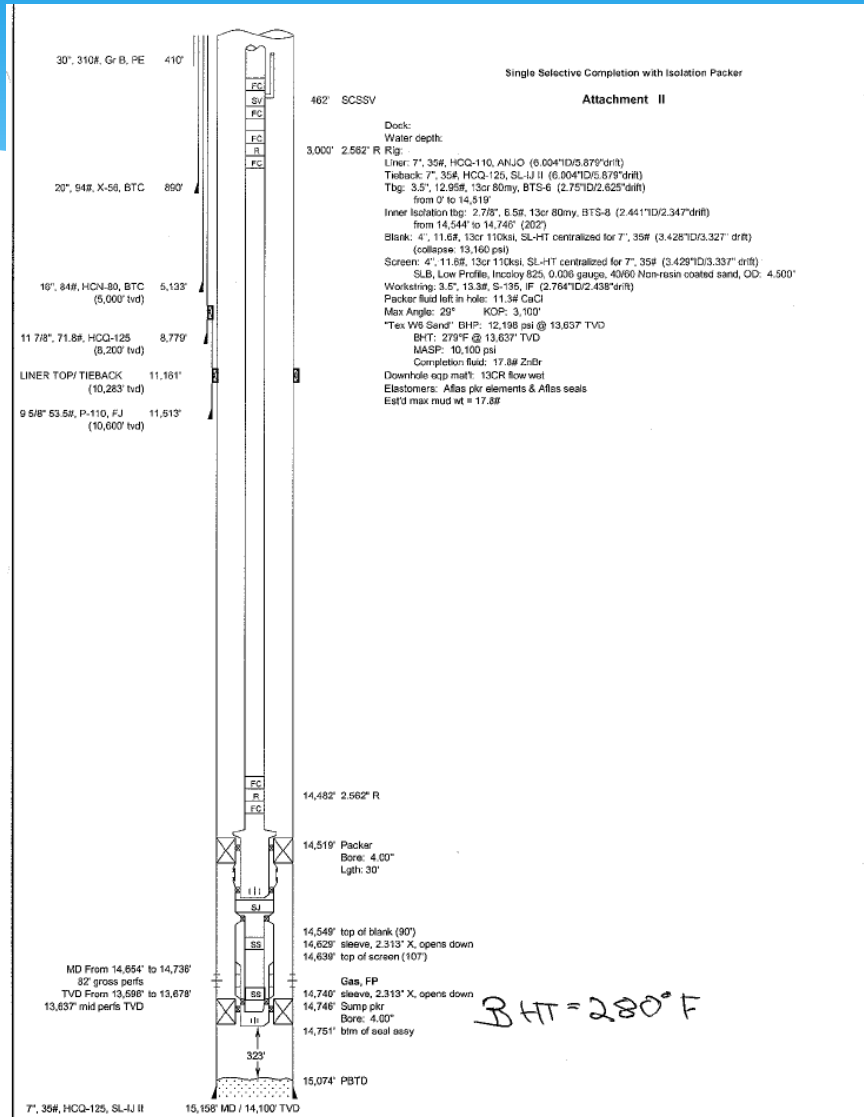 30", 310#, Gr B, PE 410'
Single Selective Completion with Isolation Packer
Attachment II
FC
SV
FC
FC
R
FC
462' SCSSV
3,000' 2.562" R
Dock:
Water depth:
Rig:
Liner: 7", 35#, HCQ-110, ANJO (6.004"ID/5.879"drift)
Tieback: 7", 35#, HCQ-125, SL-IJ II (6.004"ID/5.879"drift)
Tbg: 3.5", 12.95#, 13cr 80my, BTS-6 (2.75"ID/2.625"drift)
from 0' to 14,519'
Inner Isolation tbg: 2.7/8", 6.5#, 13cr 80my, BTS-8 (2.441"ID/2.347"drift)
from 14,544' to 14,746' (202')
Blank: 4", 11.6#, 13cr 110ksi, SL-HT centralized for 7", 35# (3.428"ID/3.327" drift)
(collapse: 13,160 psi)
Screen: 4", 11.6#, 13cr 110ksi, SL-HT centralized for 7", 35# (3.429"ID/3.337" drift)
SLB, Low Profile, Incoloy 825, 0.006 gauge, 40/60 Non-resin coated sand, OD: 4.500"
Workstring: 3.5", 13.3#, S-135, IF (2.764"ID/2.438"drift)
Packer fluid left in hole: 11.3# CaCl
Max Angle: 29° KOP: 3,100'
"Tex W6 Sand" BHP: 12,198 psi @ 13,637' TVD
BHT: 279°F @ 13,637' TVD
MASP: 10,100 psi
Completion fluid: 17.8# ZnBr
Downhole eqp mat'l: 13CR flow wet
Elastomers: Aflas pkr elements & Aflas seals
Est'd max mud wt = 17.8#
20", 94#, X-56, BTC 890'
16", 84#, HCN-80, BTC 5,133'
(5,000' tvd)
11 7/8", 71.8#, HCQ-125 8,779'
(8,200' tvd)
LINER TOP/ TIEBACK 11,161'
(10,283' tvd)
9 5/8" 53.5#, P-110, FJ 11,513'
(10,600' tvd)
FC
R
FC
14,482' 2.562" R
14,519' Packer
Bore: 4.00"
Lgth: 30'
SJ
14,549' top of blank (90')
SS
14,629' sleeve, 2.313" X, opens down
14,639' top of screen (107')
MD From 14,654' to 14,736'
82' gross perfs
TVD From 13,596' to 13,678'
13,637' mid perfs TVD
Gas, FP
SS
14,740' sleeve, 2.313" X, opens down
14,746' Sump pkr
Bore: 4.00"
14,751' btm of seal assy
BHT = 280°F
323'
15,074' PBTD
7", 35#, HCQ-125, SL-IJ II 15,158' MD / 14,100' TVD